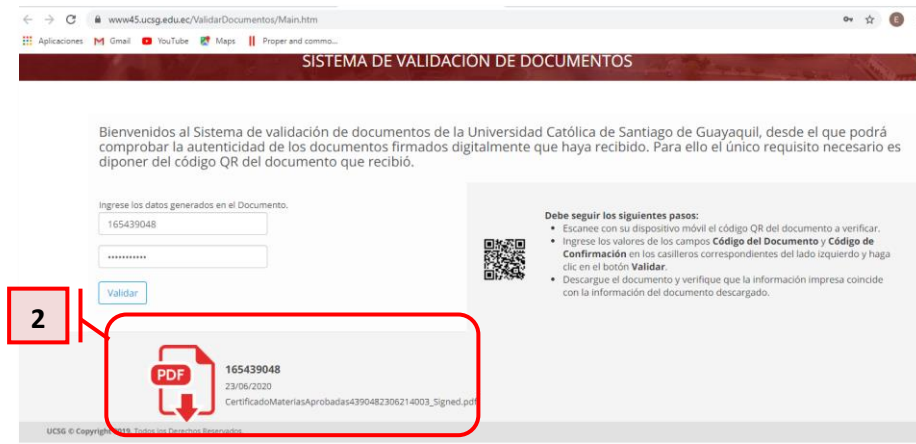 www45.ucsg.edu.ec/ValidarDocumentos/Main.htm
E
Aplicaciones Gmail YouTube Maps Proper and commo...
SISTEMA DE VALIDACIÓN DE DOCUMENTOS
Bienvenidos al Sistema de validación de documentos de la Universidad Católica de Santiago de Guayaquil, desde el que podrá
comprobar la autenticidad de los documentos firmados digitalmente que haya recibido. Para ello el único requisito necesario es
diponer del código QR del documento que recibió.
Ingrese los datos generados en el Documento.
165439048
•••••••••••
Validar
Debe seguir los siguientes pasos:
• Escanee con su dispositivo móvil el código QR del documento a verificar.
• Ingrese los valores de los campos Código del Documento y Código de
Confirmación en los casilleros correspondientes del lado izquierdo y haga
clic en el botón Validar.
• Descargue el documento y verifique que la información impresa coincide
con la información del documento descargado.
2
PDF
165439048
23/06/2020
CertificadoMateriasAprobadas4390482306214003_Signed.pdf
UCSG © Copyright 2019. Todos los Derechos Reservados